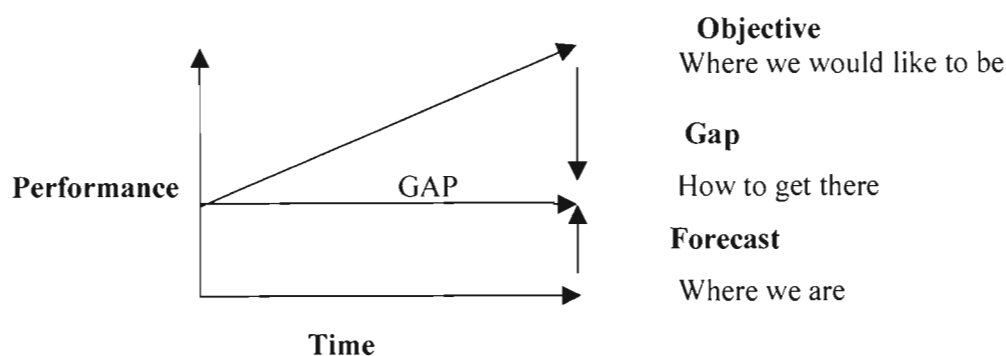 Objective
Where we would like to be
Gap
Performance
GAP
How to get there
Forecast
Where we are
Time